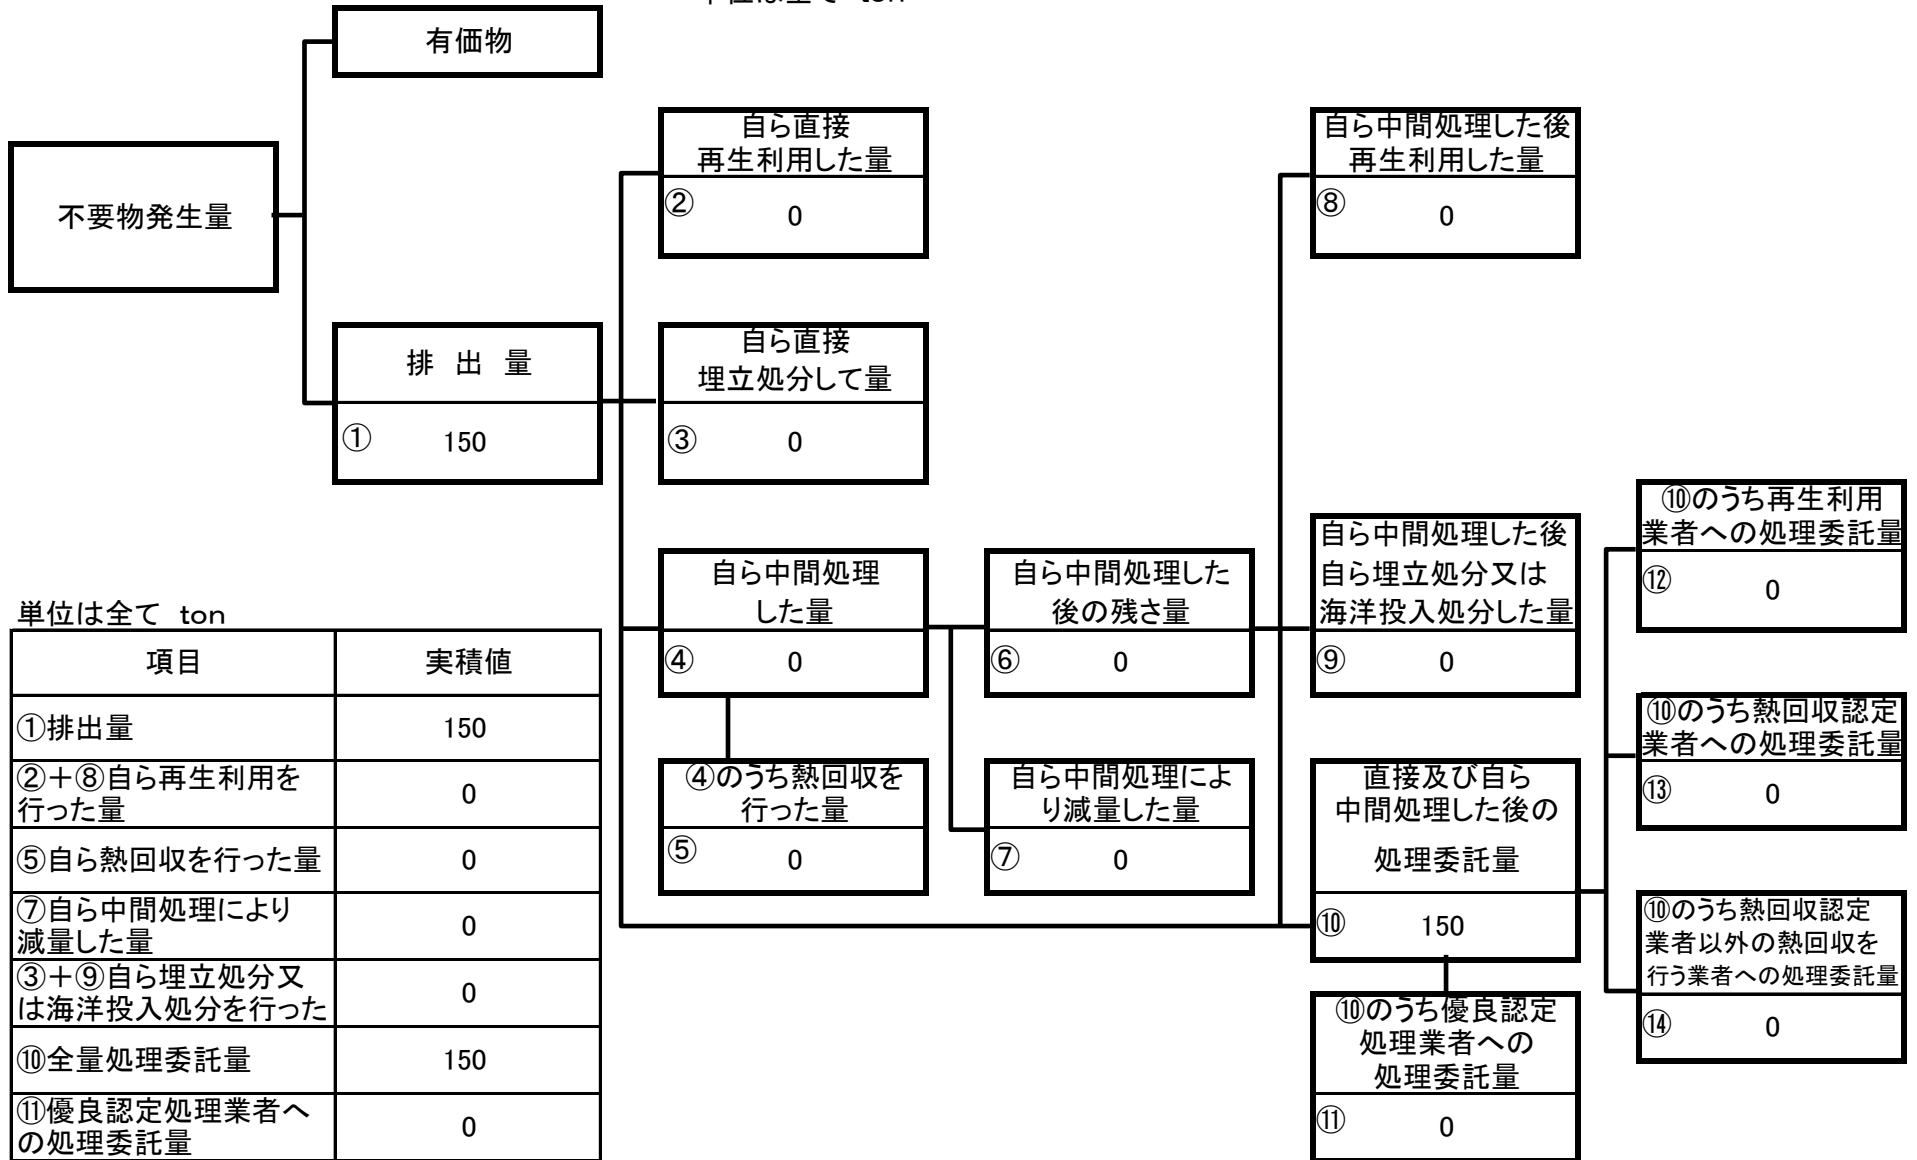 単位は全て ton
有価物
不要物発生量
排 出 量
① 150
自ら直接
再生利用した量
② 0
自ら直接
埋立処分して量
③ 0
自ら中間処理
した量
④ 0
④のうち熱回収を
行った量
⑤ 0
自ら中間処理した
後の残さ量
⑥ 0
自ら中間処理によ
り減量した量
⑦ 0
自ら中間処理した後
再生利用した量
⑧ 0
自ら中間処理した後
自ら埋立処分又は
海洋投入処分した量
⑨ 0
直接及び自ら
中間処理した後の
処理委託量
⑩ 150
⑩のうち優良認定
処理業者への
処理委託量
⑪ 0
⑩のうち再生利用
業者への処理委託量
⑫ 0
⑩のうち熱回収認定
業者への処理委託量
⑬ 0
⑩のうち熱回収認定
業者以外の熱回収を
行う業者への処理委託量
⑭ 0
単位は全て ton
項目 実積値
①排出量 150
②＋⑧自ら再生利用を
行った量 0
⑤自ら熱回収を行った量 0
⑦自ら中間処理により
減量した量 0
③＋⑨自ら埋立処分又
は海洋投入処分を行った 0
⑩全量処理委託量 150
⑪優良認定処理業者へ
の処理委託量 0